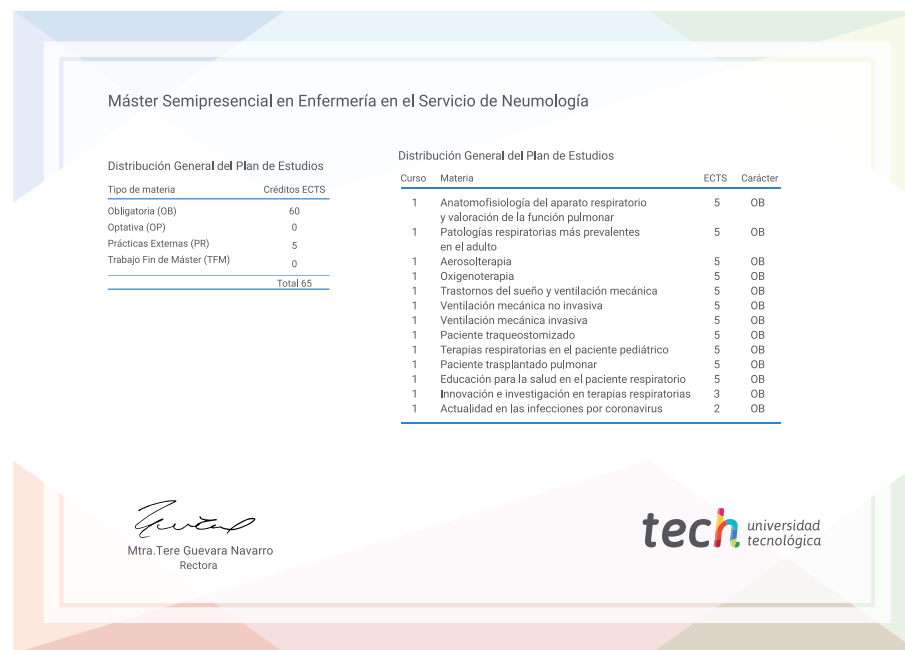 Máster Semipresencial en Enfermería en el Servicio de Neumología
Distribución General del Plan de Estudios
Tipo de materia Créditos ECTS
Obligatoria (OB) 60
Optativa (OP) 0
Prácticas Externas (PR) 5
Trabajo Fin de Máster (TFM) 0
Total 65
Distribución General del Plan de Estudios
Curso Materia ECTS Carácter
1 Anatomofisiología del aparato respiratorio 5 OB
y valoración de la función pulmonar
1 Patologías respiratorias más prevalentes 5 OB
en el adulto
1 Aerosolterapia 5 OB
1 Oxigenoterapia 5 OB
1 Trastornos del sueño y ventilación mecánica 5 OB
1 Ventilación mecánica no invasiva 5 OB
1 Ventilación mecánica invasiva 5 OB
1 Paciente traqueostomizado 5 OB
1 Terapias respiratorias en el paciente pediátrico 5 OB
1 Paciente trasplantado pulmonar 5 OB
1 Educación para la salud en el paciente respiratorio 5 OB
1 Innovación e investigación en terapias respiratorias 3 OB
1 Actualidad en las infecciones por coronavirus 2 OB
Mtra.Tere Guevara Navarro
Rectora
tech universidad
tecnológica